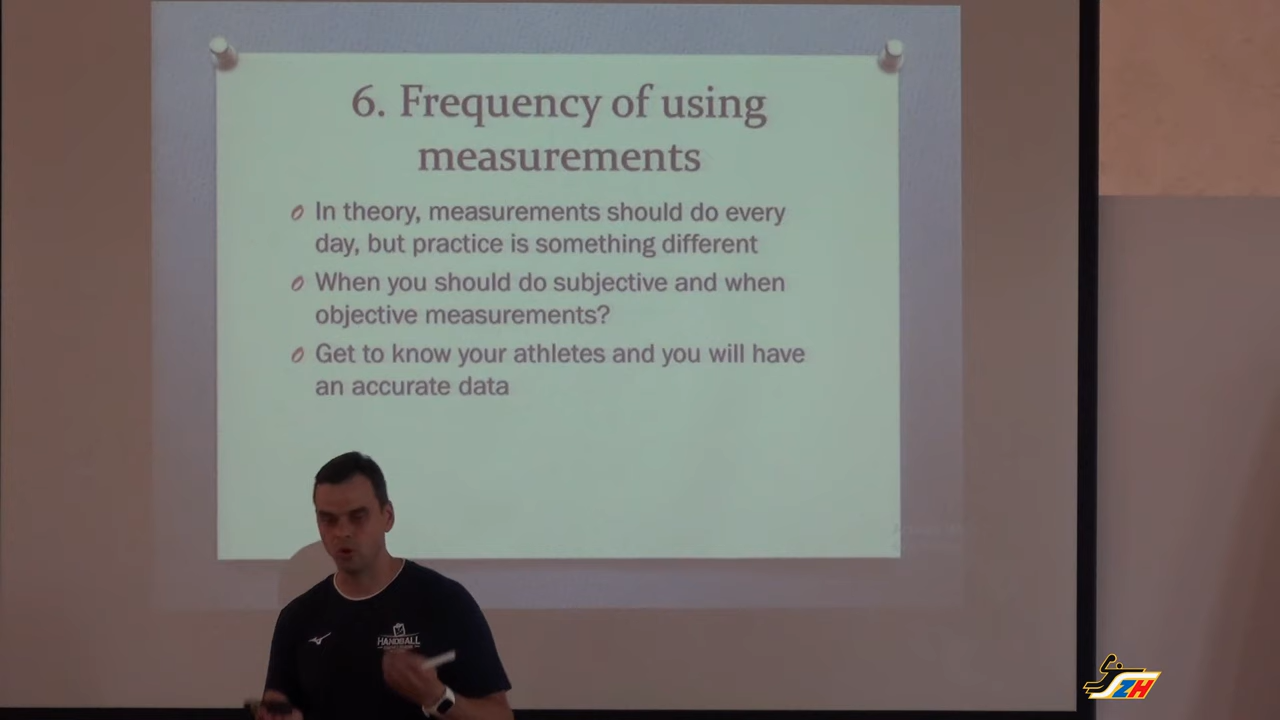 6. Frequency of using
measurements
In theory, measurements should do every
day, but practice is something different
When you should do subjective and when
objective measurements?
Get to know your athletes and you will have
an accurate data
HANDBALL
SZH